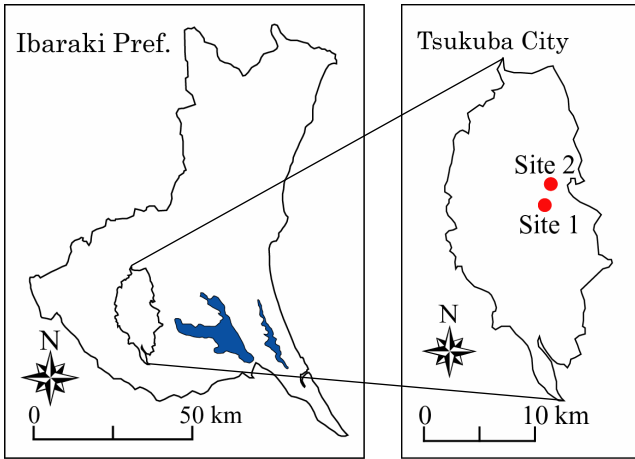 Ibaraki Pref.
N
0 50 km
Tsukuba City
Site 2
Site 1
N
0 10 km